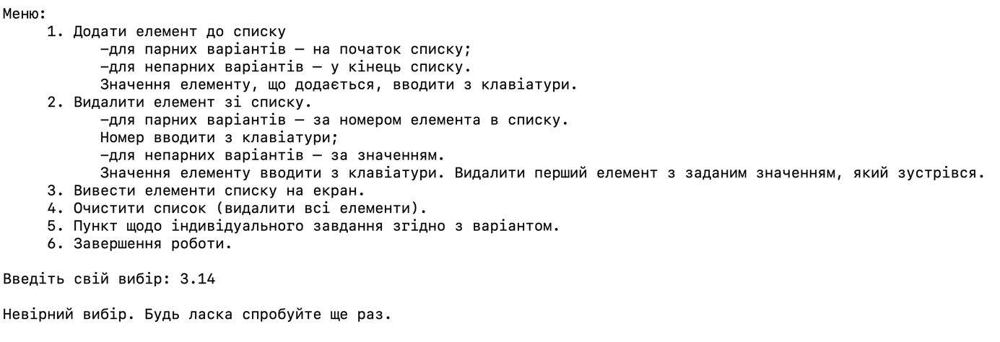 Меню:
1. Додати елемент до списку
–для парних варіантів – на початок списку;
–для непарних варіантів – у кінець списку.
Значення елементу, що додається, вводити з клавіатури.
2. Видалити елемент зі списку.
–для парних варіантів – за номером елемента в списку.
Номер вводити з клавіатури;
–для непарних варіантів – за значенням.
Значення елементу вводити з клавіатури. Видалити перший елемент з заданим значенням, який зустрівся.
3. Вивести елементи списку на екран.
4. Очистити список (видалити всі елементи).
5. Пункт щодо індивідуального завдання згідно з варіантом.
6. Завершення роботи.
Введіть свій вибір: 3.14
Невірний вибір. Будь ласка спробуйте ще раз.